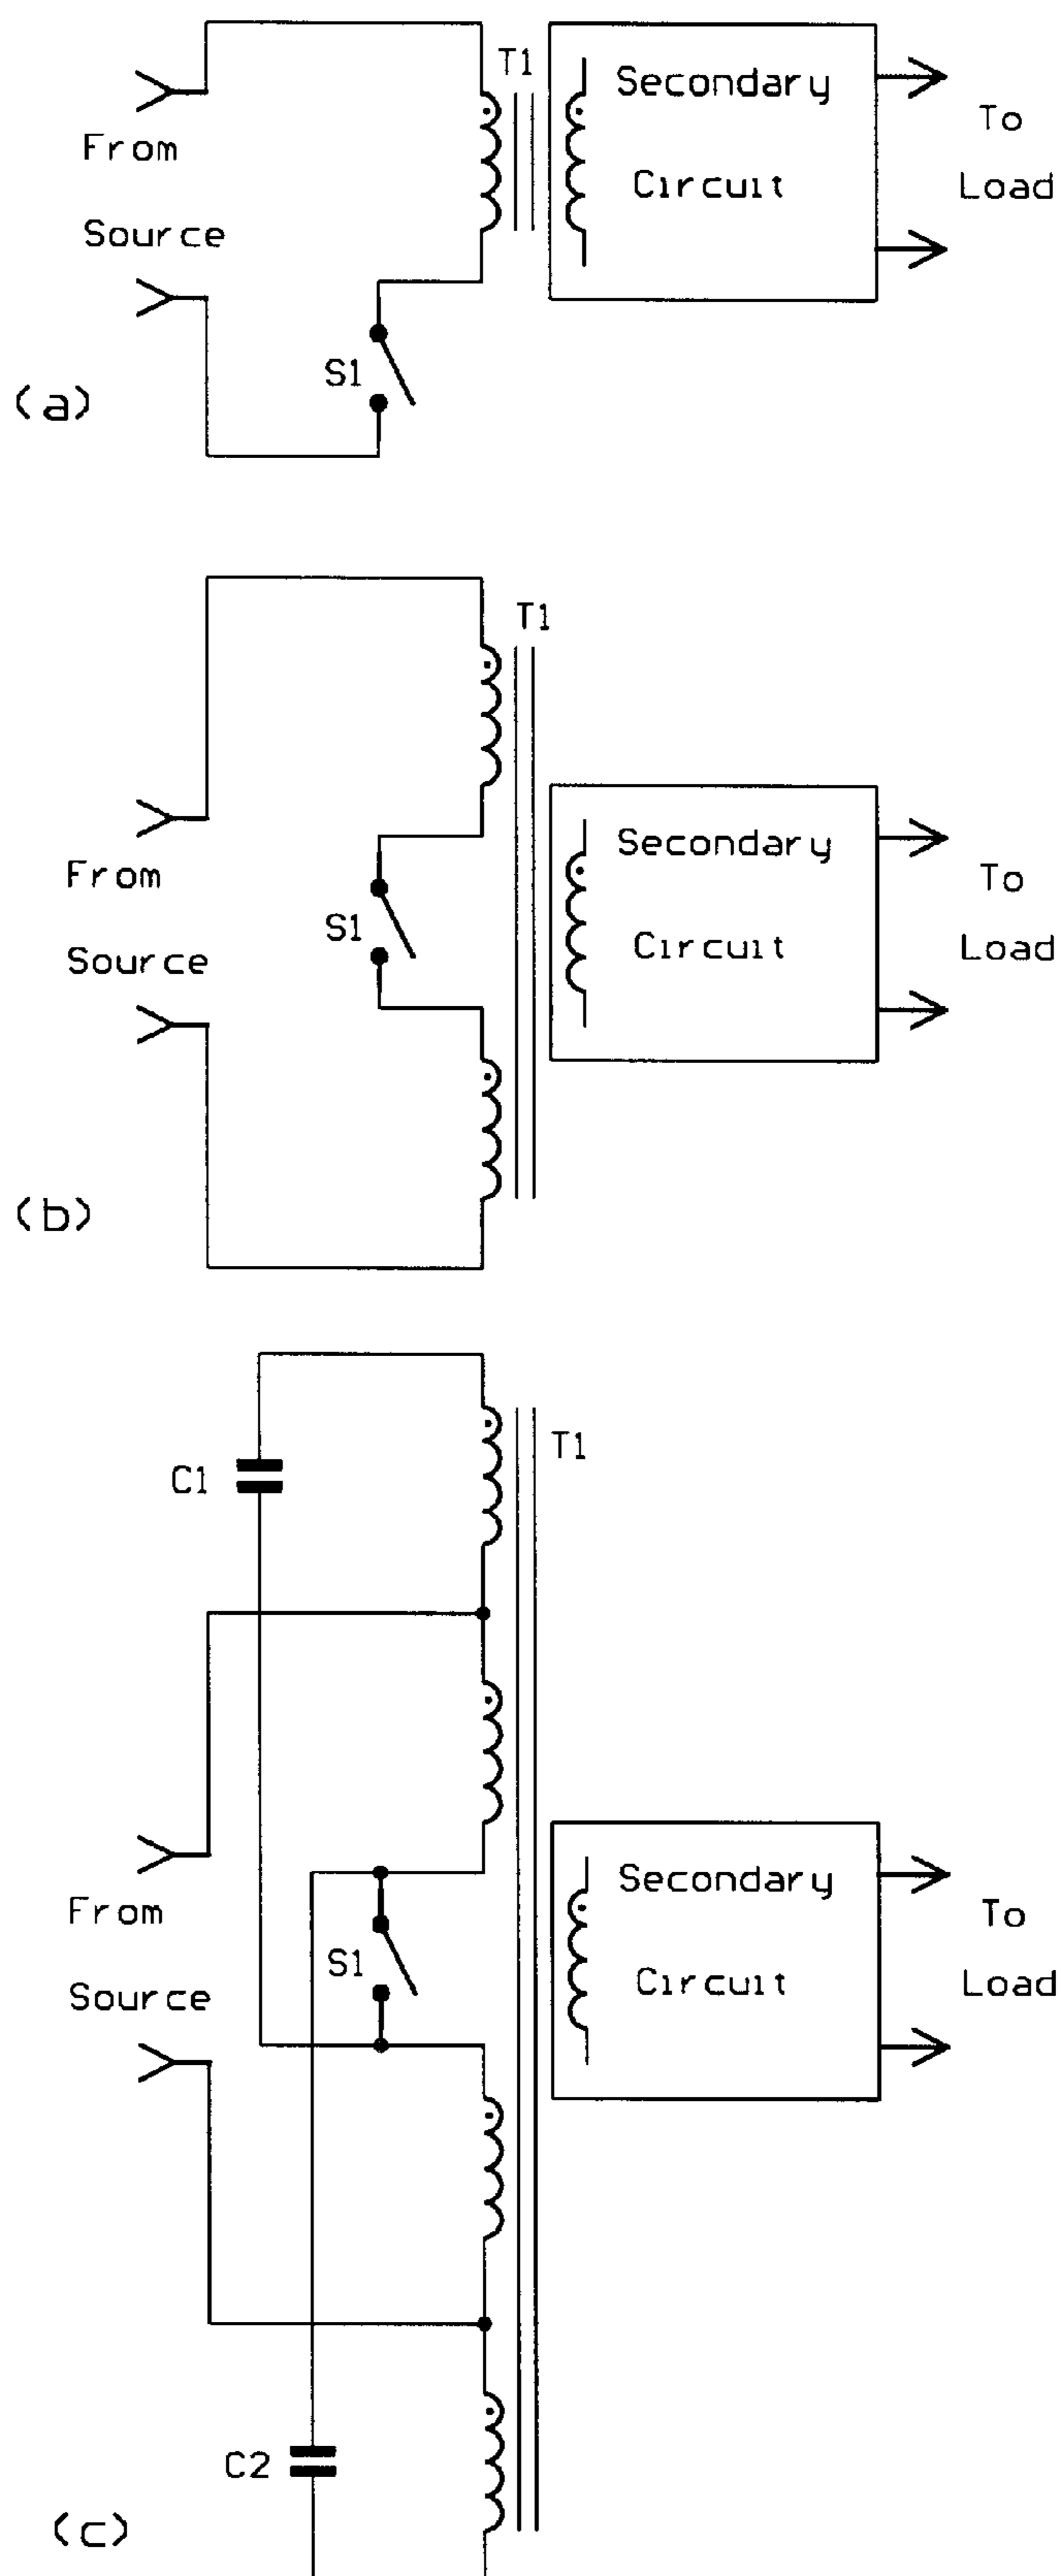 T1
Secondary
To
From
Circuit
Load
Source
S1
(a)
T1
Secondary
From
To
S1
Circuit
Load
Source
(b)
T1
C1
Secondary
From
To
S1
Circuit
Load
Source
C2
(c)